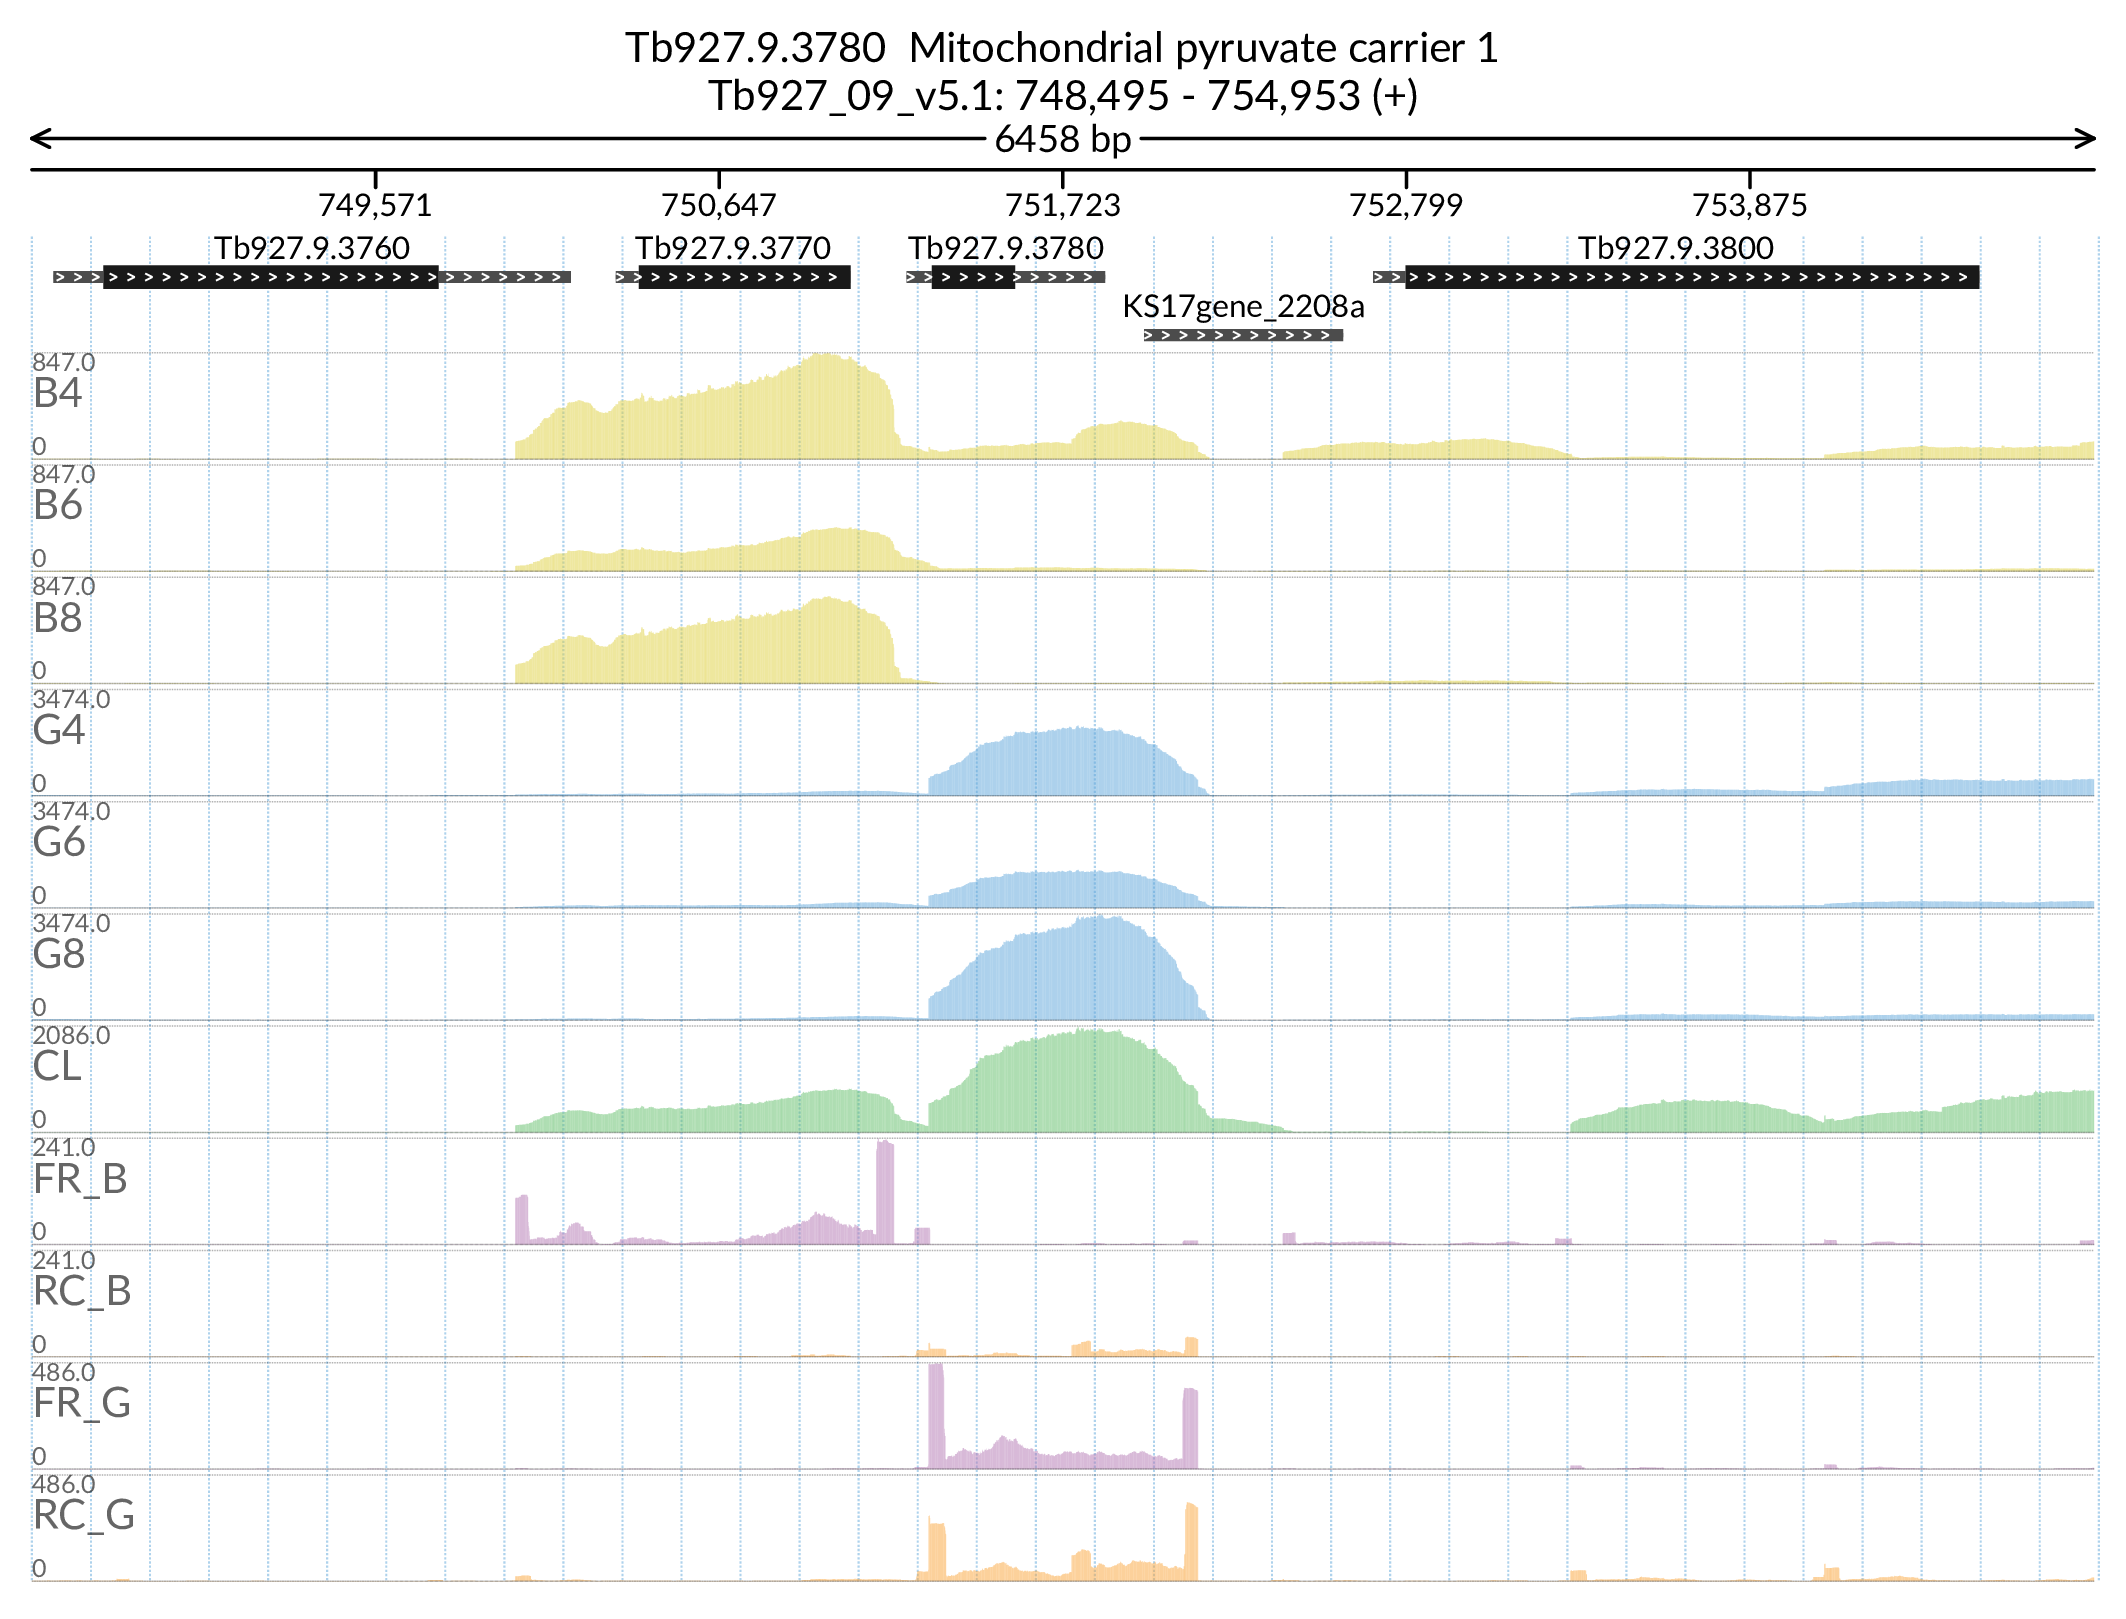 Tb927.9.3780  Mitochondrial pyruvate carrier 1
Tb927_09_v5.1: 748,495 - 754,953 (+)
6458 bp
749,571 750,647 751,723 752,799 753,875
Tb927.9.3760 Tb927.9.3770 Tb927.9.3780 Tb927.9.3800
KS17gene_2208a
847.0
B4
0
847.0
B6
0
847.0
B8
0
3474.0
G4
0
3474.0
G6
0
3474.0
G8
0
2086.0
CL
0
241.0
FR_B
0
241.0
RC_B
0
486.0
FR_G
0
486.0
RC_G
0